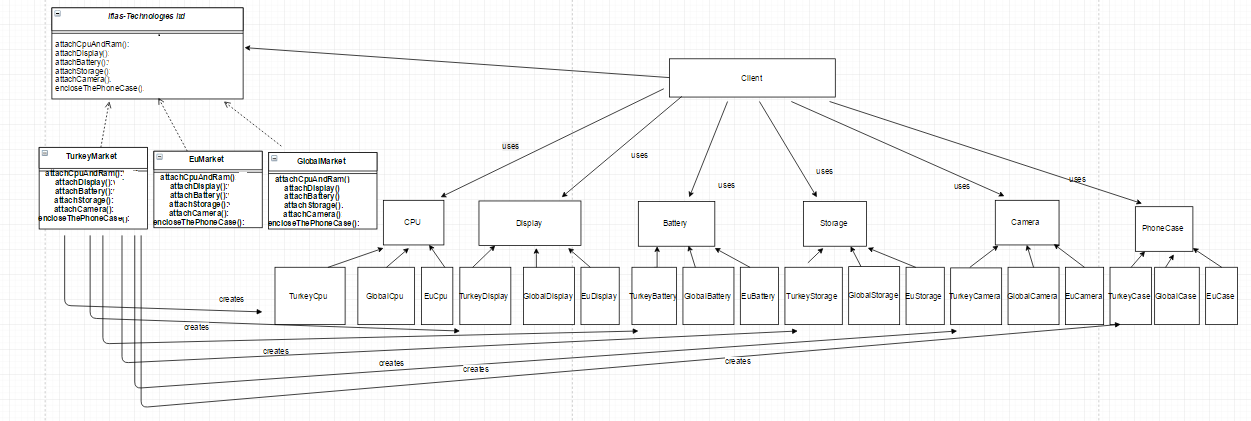 Iflas-Technologies ltd
attachCpuAndRam():
attachDisplay():
attachBattery():
attachStorage():
attachCamera():
encloseThePhoneCase():
Client
TurkeyMarket
attachCpuAndRam():
attachDisplay():
attachBattery():
attachStorage():
attachCamera():
encloseThePhoneCase():
EuMarket
attachCpuAndRam():
attachDisplay():
attachBattery():
attachStorage():
attachCamera():
encloseThePhoneCase():
GlobalMarket
attachCpuAndRam()
attachDisplay()
attachBattery()
attachStorage():
attachCamera()
encloseThePhoneCase():
uses
uses
uses
uses
uses
uses
CPU
Display
Battery
Storage
Camera
PhoneCase
TurkeyCpu
GlobalCpu
EuCpu
TurkeyDisplay
GlobalDisplay
EuDisplay
TurkeyBattery
GlobalBattery
EuBattery
TurkeyStorage
GlobalStorage
EuStorage
TurkeyCamera
GlobalCamera
EuCamera
TurkeyCase
GlobalCase
EuCase
creates
creates
creates
creates
creates
creates